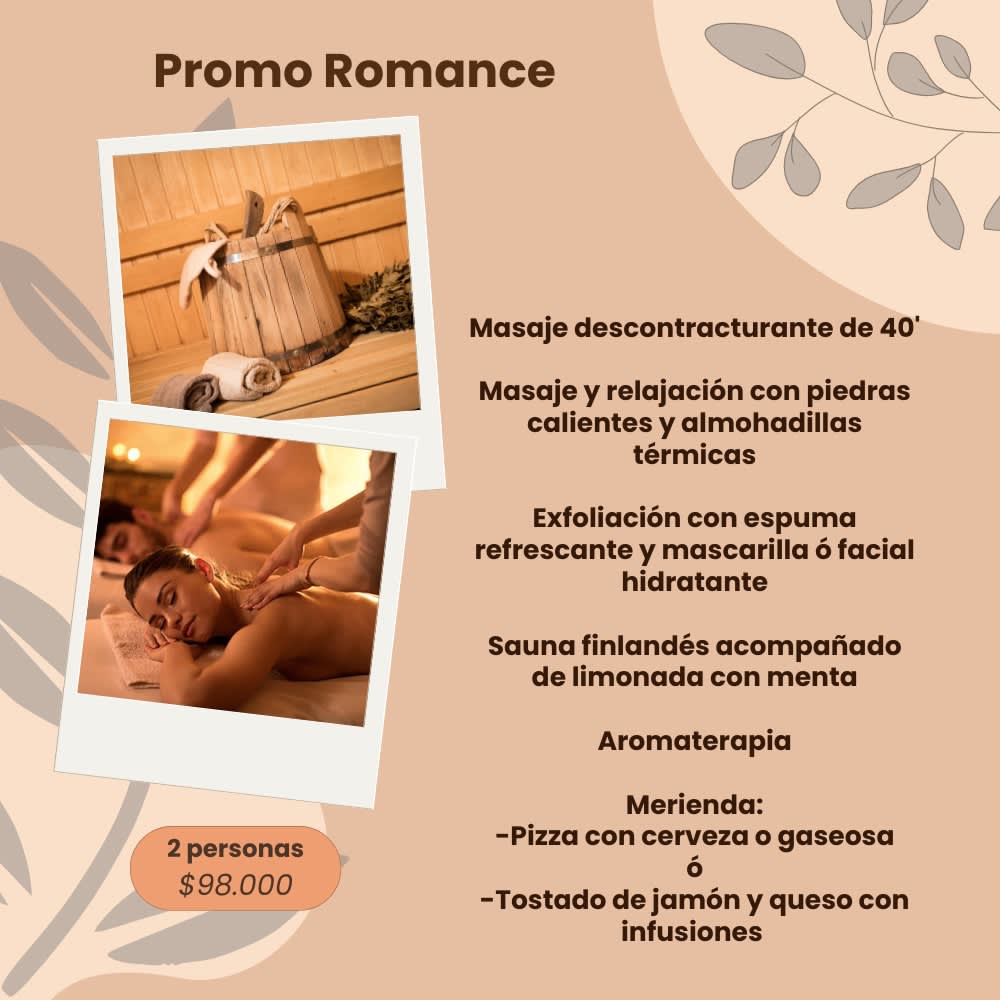 Promo Romance
Masaje descontracturante de 40'
Masaje y relajación con piedras
calientes y almohadillas
térmicas
Exfoliación con espuma
refrescante y mascarilla ó facial
hidratante
Sauna finlandés acompañado
de limonada con menta
Aromaterapia
Merienda:
-Pizza con cerveza o gaseosa
ó
-Tostado de jamón y queso con
infusiones
2 personas
$98.000